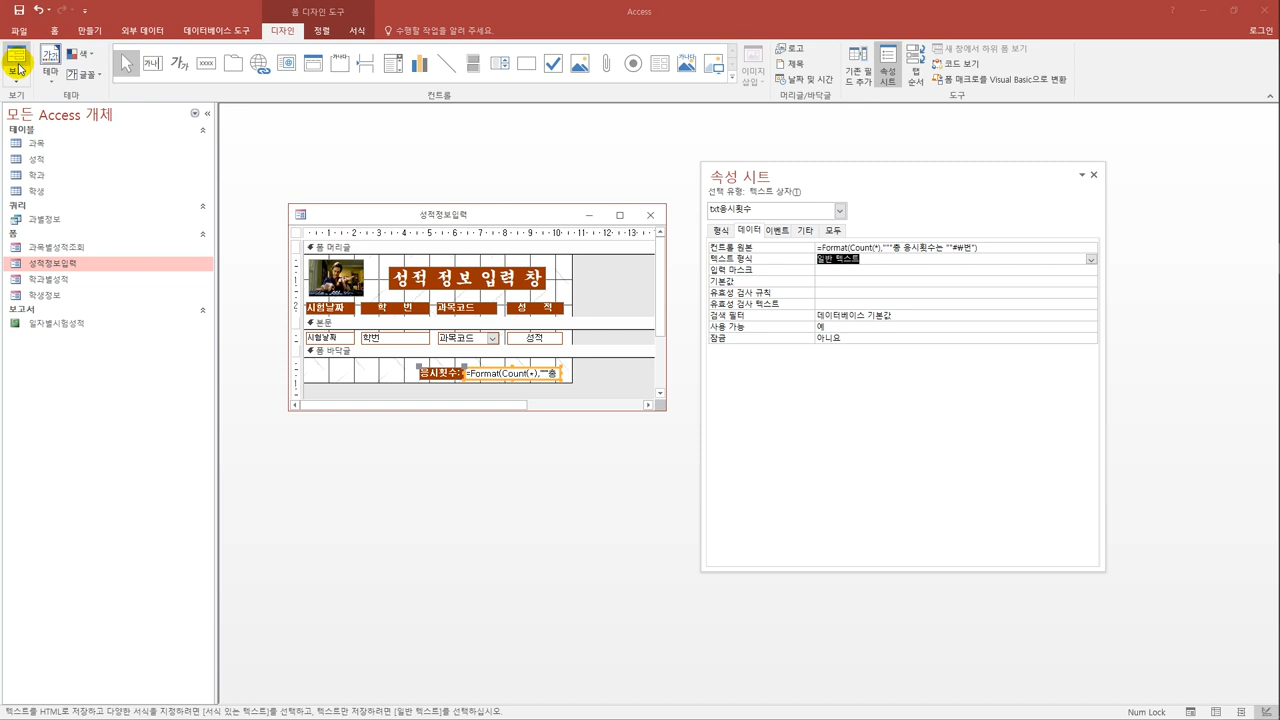 폼 디자인 도구
Access
파일
홈
만들기
외부 데이터
데이터베이스 도구
디자인
정렬
서식
수행할 작업을 알려 주세요.
로그인
보기
테마
색
글꼴
이미지
삽입
로고
제목
날짜 및 시간
기존 필
드 추가
속성
시트
탭
순서
새 창에서 하위 폼 보기
코드 보기
폼 매크로를 Visual Basic으로 변환
보기
테마
컨트롤
머리글/바닥글
도구
모든 Access 개체
테이블
과목
성적
학과
학생
쿼리
과별정보
폼
과목별성적조회
성적정보입력
학과별성적
학생정보
보고서
일자별시험성적
성적정보입력
폼 머리글
성적 정보 입력 창
시험날짜
학 번
과목코드
성 적
본문
시험날짜
학번
과목코드
성적
폼 바닥글
응시횟수:
=Format(Count(*),"""총
속성 시트
선택 유형: 텍스트 상자(T)
txt응시횟수
형식
데이터
이벤트
기타
모두
컨트롤 원본
=Format(Count(*),"""총 응시횟수는 ""#₩번")
텍스트 형식
일반 텍스트
입력 마스크
기본값
유효성 검사 규칙
유효성 검사 텍스트
검색 필터
데이터베이스 기본값
사용 가능
예
잠금
아니요
텍스트를 HTML로 저장하고 다양한 서식을 지정하려면 [서식 있는 텍스트]를 선택하고, 텍스트만 저장하려면 [일반 텍스트]를 선택하십시오.
Num Lock